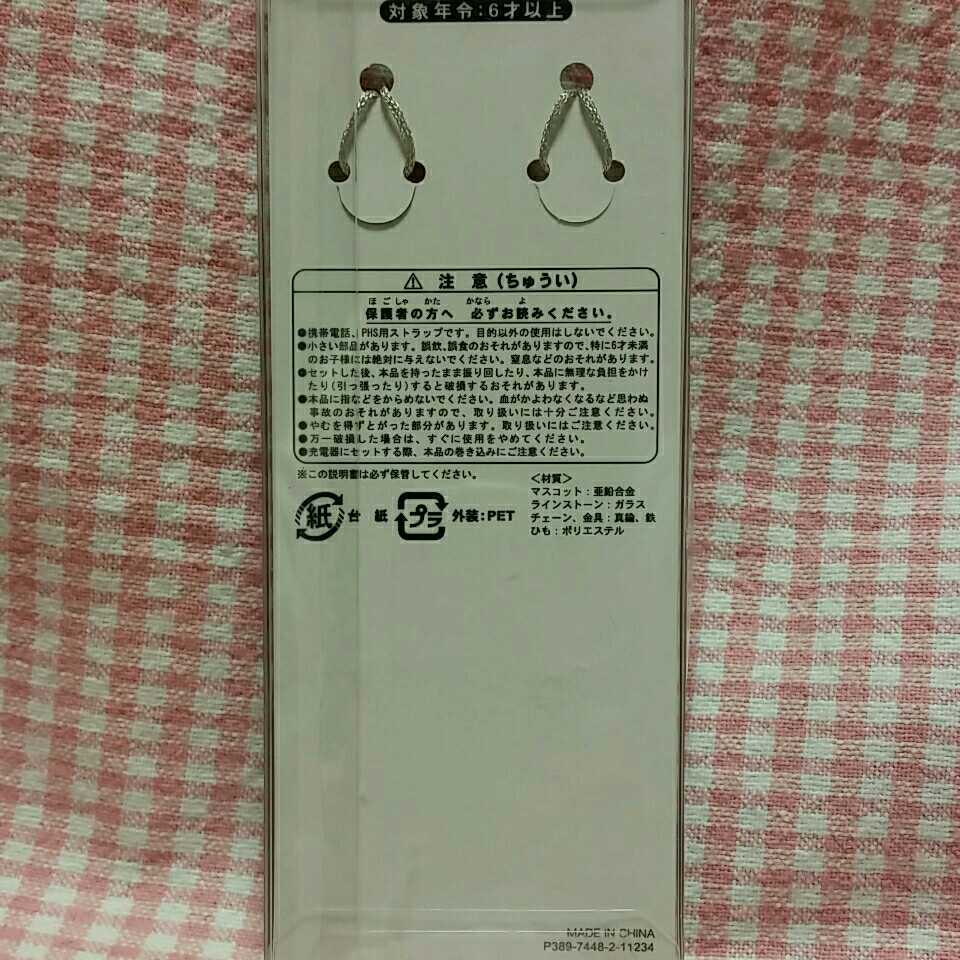 対象年令:6才以上
⚠ 注意(ちゅうい)
ほごしゃ かた かなら よ
保護者の方へ 必ずお読みください。
●携帯電話、PHS用ストラップです。目的以外の使用はしないでください。
●小さい部品があります。誤飲、誤食のおそれがありますので、特に6才未満
のお子様には絶対に与えないでください。窒息などのおそれがあります。
●セットした後、本品を持ったまま振り回したり、本品に無理な負担をかけ
たり(引っ張ったり)すると破損するおそれがあります。
●本品に指などをからめないでください。血がかよわなくなるなど思わぬ
事故のおそれがありますので、取り扱いには十分ご注意ください。
●やむを得ずとがった部分があります。取り扱いにはご注意ください。
●万一破損した場合は、すぐに使用をやめてください。
●充電器にセットする際、本品の巻き込みにご注意ください。
※この説明書は必ず保管してください。
紙 台紙 プラ 外装:PET
<材質>
マスコット:亜鉛合金
ラインストーン:ガラス
チェーン、金具:真鍮、鉄
ひも:ポリエステル
MADE IN CHINA
P389-7448-2-11234